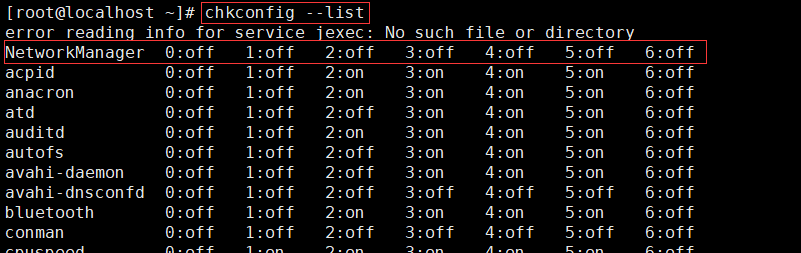 [root@localhost ~]# chkconfig --list
error reading info for service jexec: No such file or directory
NetworkManager 0:off 1:off 2:off 3:off 4:off 5:off 6:off
acpid 0:off 1:off 2:on 3:on 4:on 5:on 6:off
anacron 0:off 1:off 2:on 3:on 4:on 5:on 6:off
atd 0:off 1:off 2:off 3:on 4:on 5:on 6:off
auditd 0:off 1:off 2:on 3:on 4:on 5:on 6:off
autofs 0:off 1:off 2:off 3:on 4:on 5:on 6:off
avahi-daemon 0:off 1:off 2:off 3:on 4:on 5:on 6:off
avahi-dnsconfd 0:off 1:off 2:off 3:off 4:off 5:off 6:off
bluetooth 0:off 1:off 2:on 3:on 4:on 5:on 6:off
conman 0:off 1:off 2:off 3:off 4:off 5:off 6:off
cpuspeed 0:off 1:on 2:on 3:on 4:on 5:on 6:off